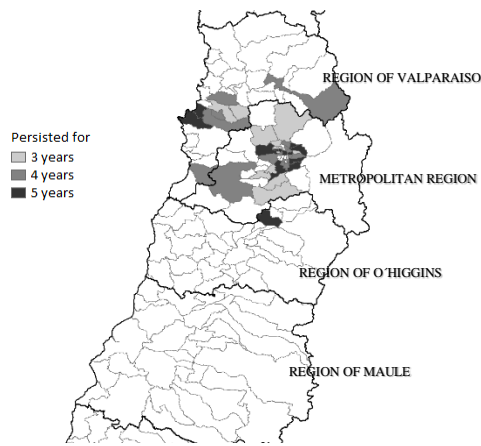 REGION OF VALPARAISO
Persisted for
3 years
4 years
5 years
METROPOLITAN REGION
REGION OF O´HIGGINS
REGION OF MAULE